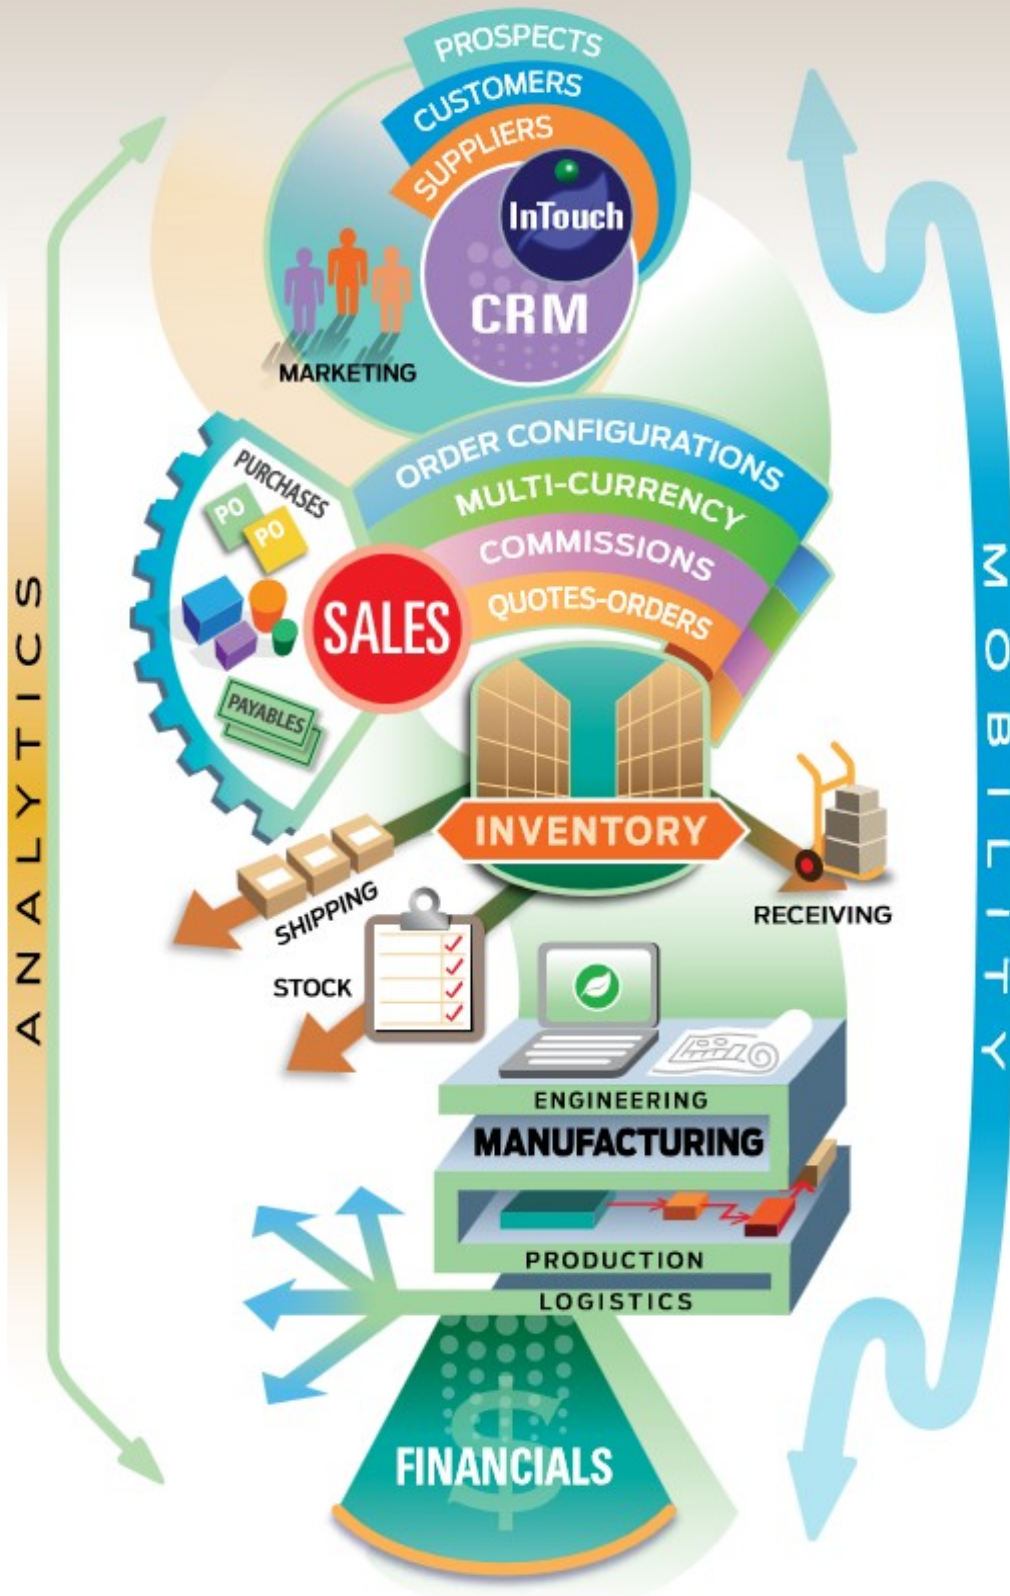 PROSPECTS
CUSTOMERS
SUPPLIERS
InTouch
CRM
MARKETING
ORDER CONFIGURATIONS
MULTI-CURRENCY
COMMISSIONS
QUOTES-ORDERS
PURCHASES
PO
PO
SALES
PAYABLES
INVENTORY
SHIPPING
RECEIVING
STOCK
ENGINEERING
MANUFACTURING
PRODUCTION
LOGISTICS
$
FINANCIALS
ANALYTICS
MOBILITY